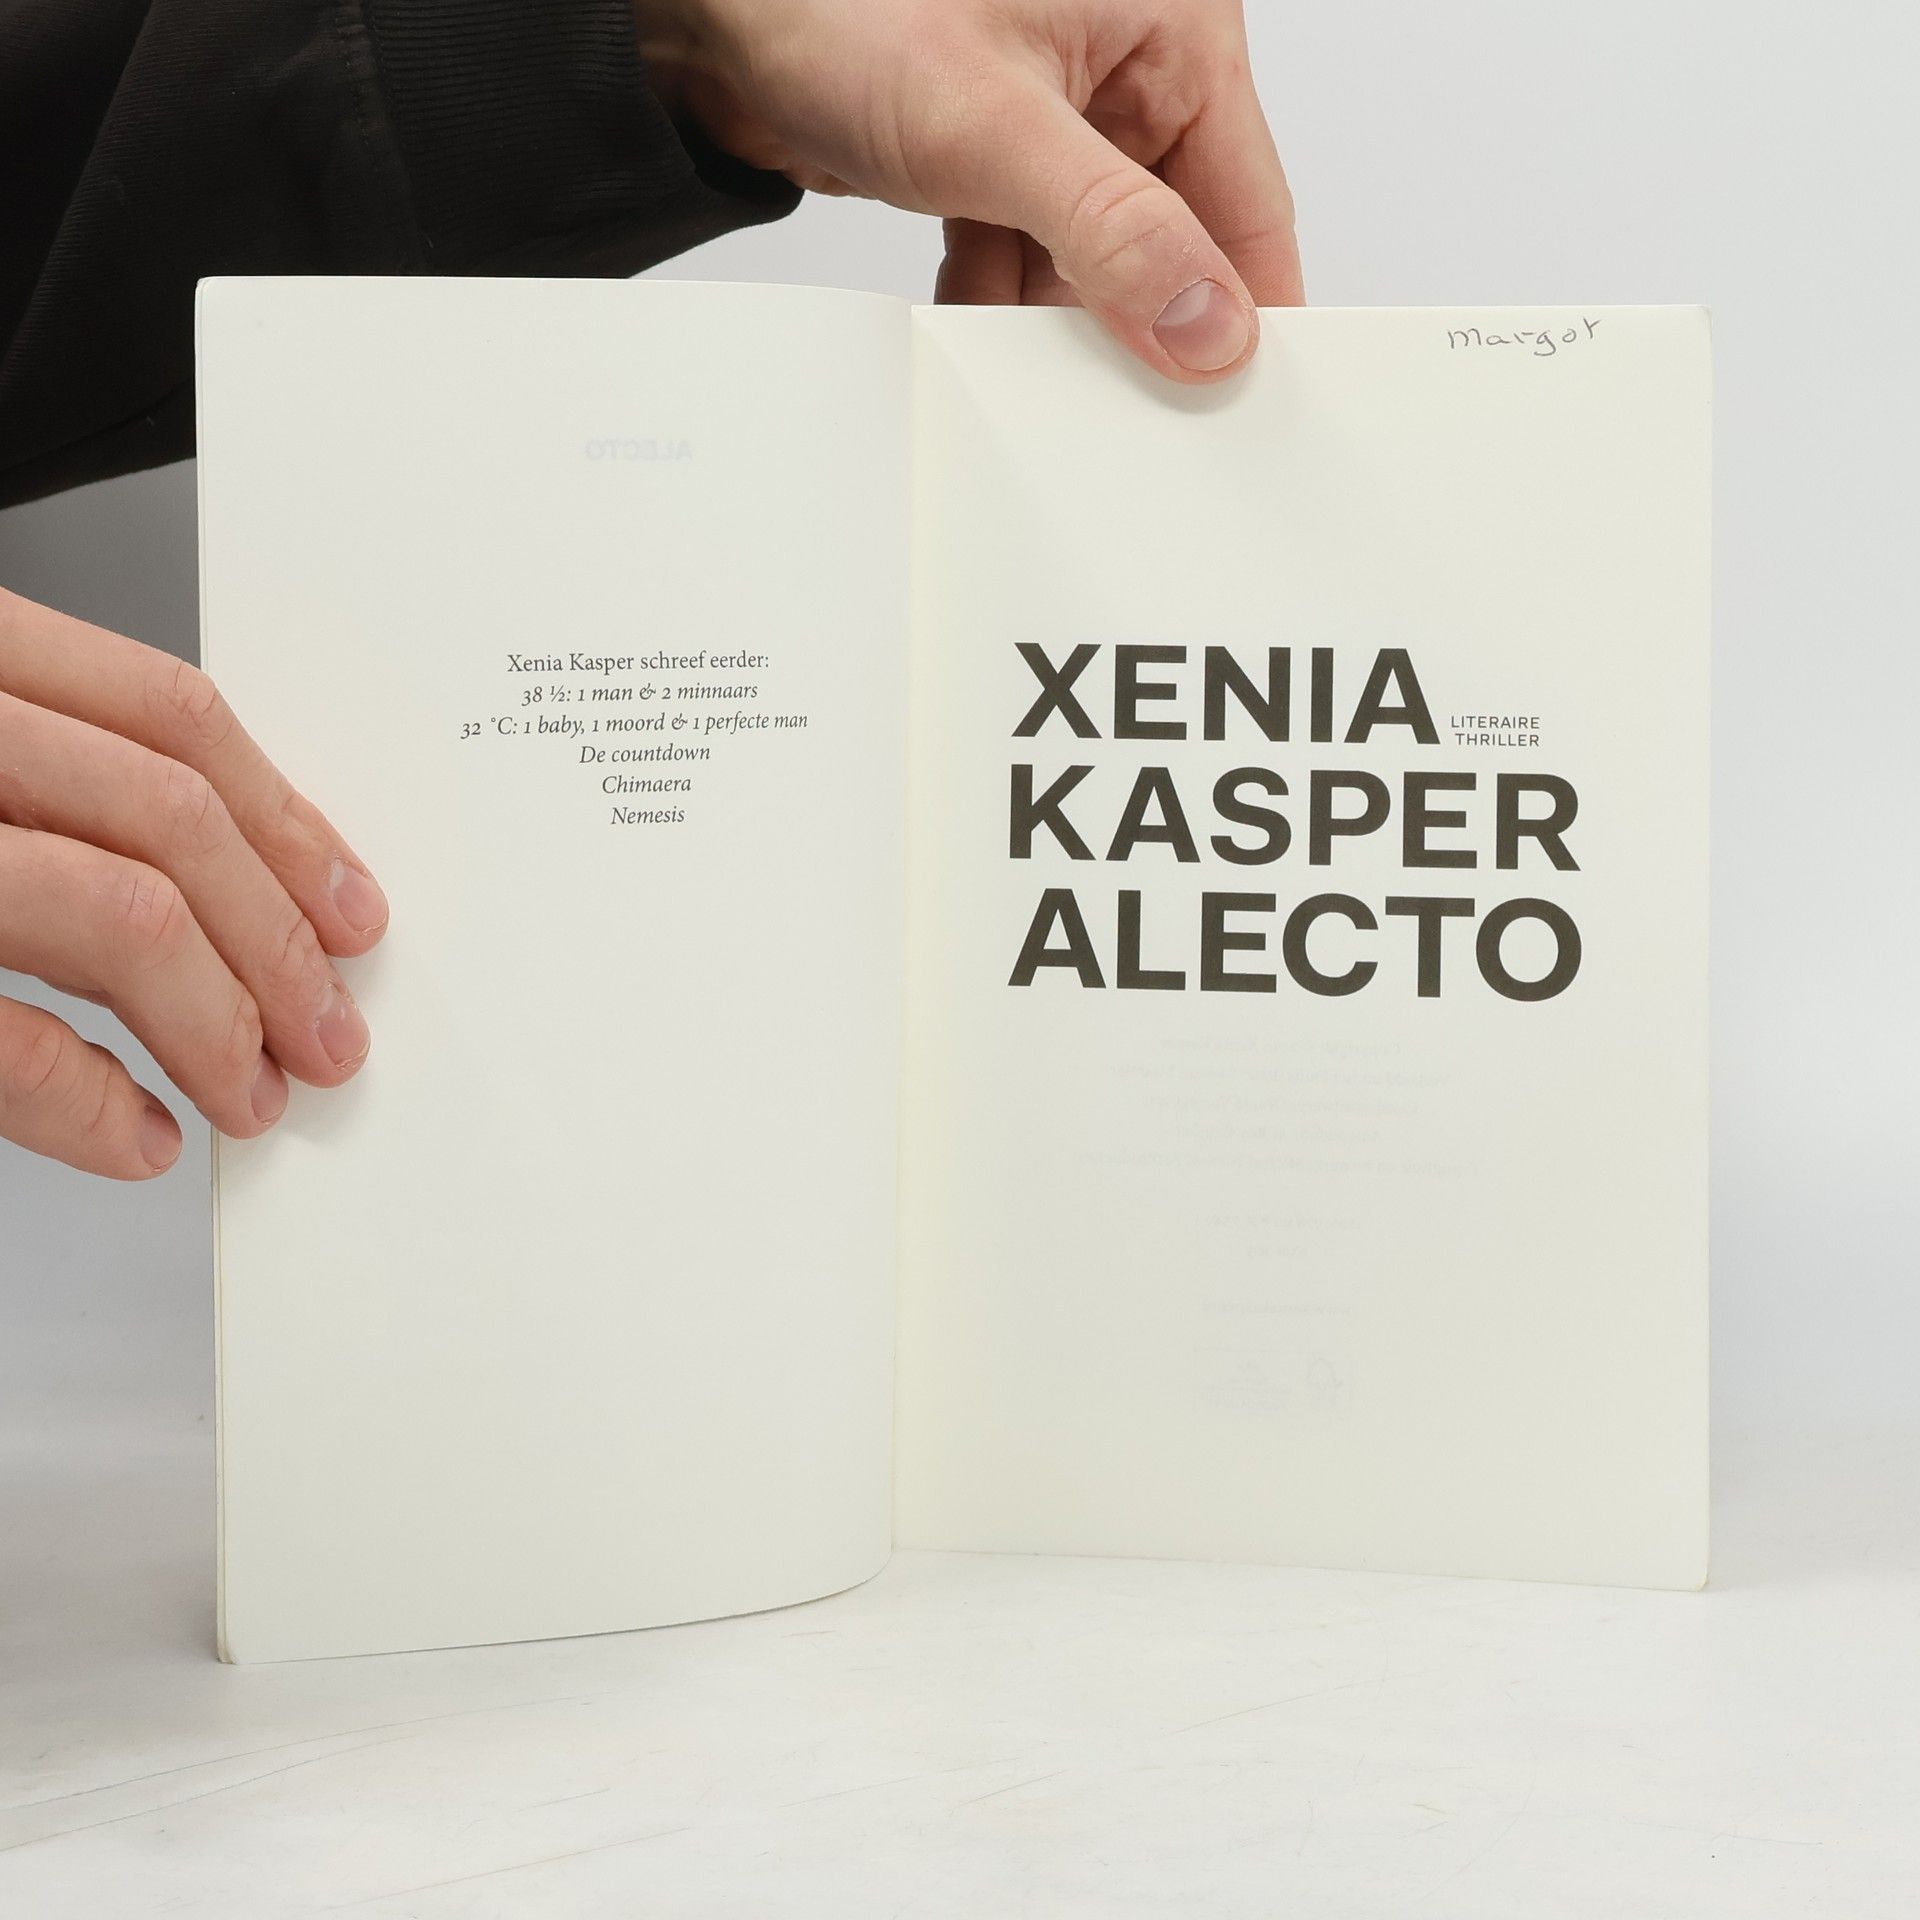 ALECTO
Xenia Kasper schreef eerder:
38 ½: 1 man & 2 minnaars
32 °C: 1 baby, 1 moord & 1 perfecte man
De countdown
Chimaera
Nemesis
margot
XENIA
LITERAIRE
THRILLER
KASPER
ALECTO